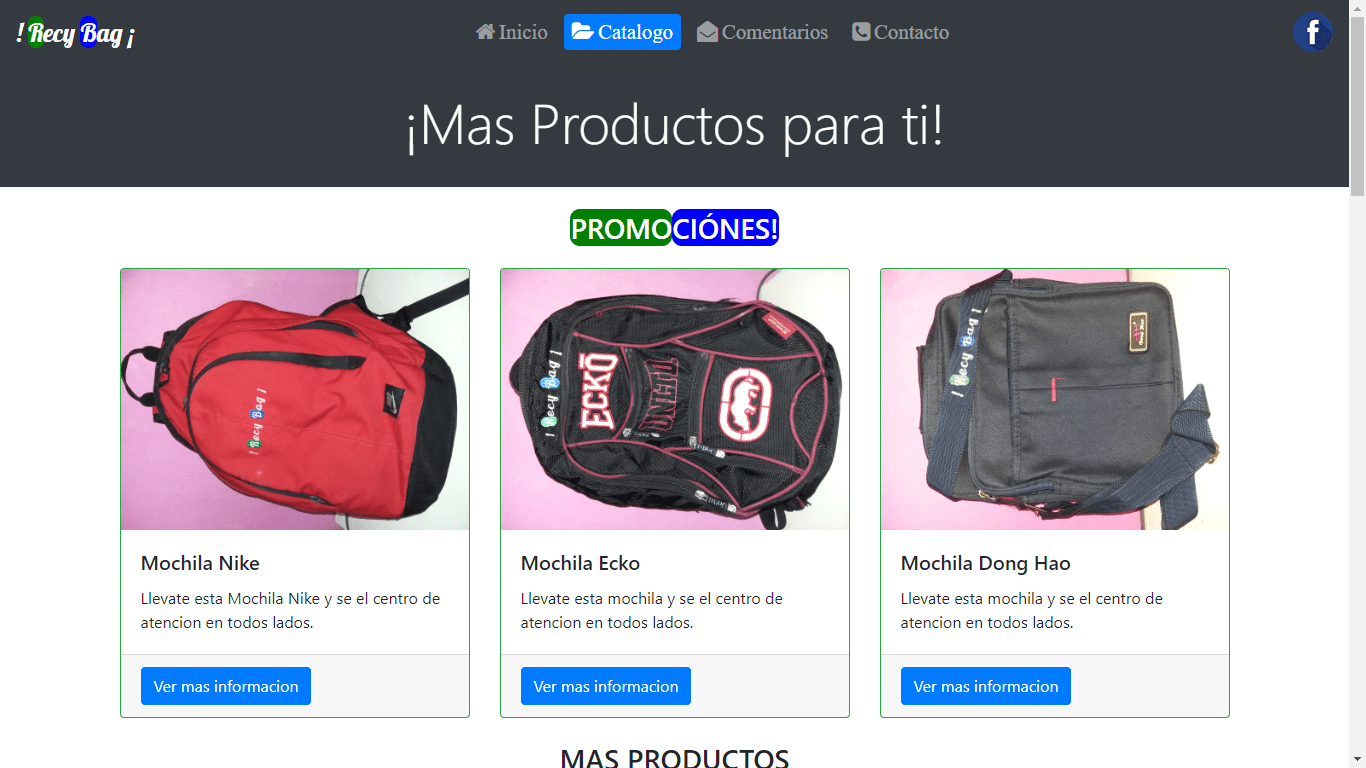 ! Recy Bag ¡
Inicio
Catalogo
Comentarios
Contacto
f
¡Mas Productos para ti!
PROMOCIÓNES!
! Recy Bag ¡
! Recy Bag ¡
ECKŌ
UNLTD
! Recy Bag ¡
Mochila Nike
Llevate esta Mochila Nike y se el centro de
atencion en todos lados.
Ver mas informacion
Mochila Ecko
Llevate esta mochila y se el centro de
atencion en todos lados.
Ver mas informacion
Mochila Dong Hao
Llevate esta mochila y se el centro de
atencion en todos lados.
Ver mas informacion
MAS PRODUCTOS